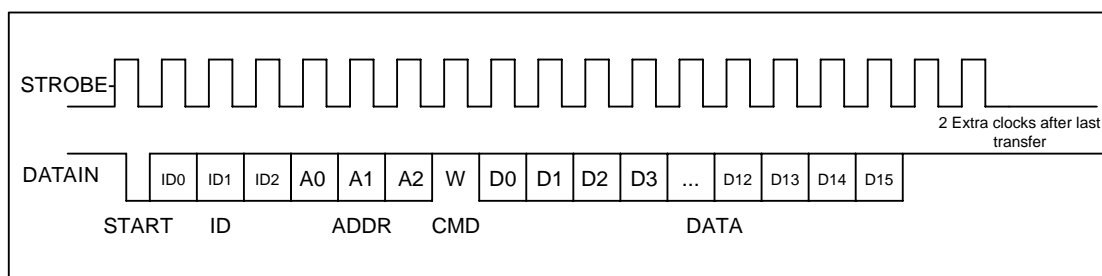 STROBE-
2 Extra clocks after last
transfer
DATAIN
ID0 ID1 ID2 A0 A1 A2 W D0 D1 D2 D3 ... D12 D13 D14 D15
START ID ADDR CMD DATA